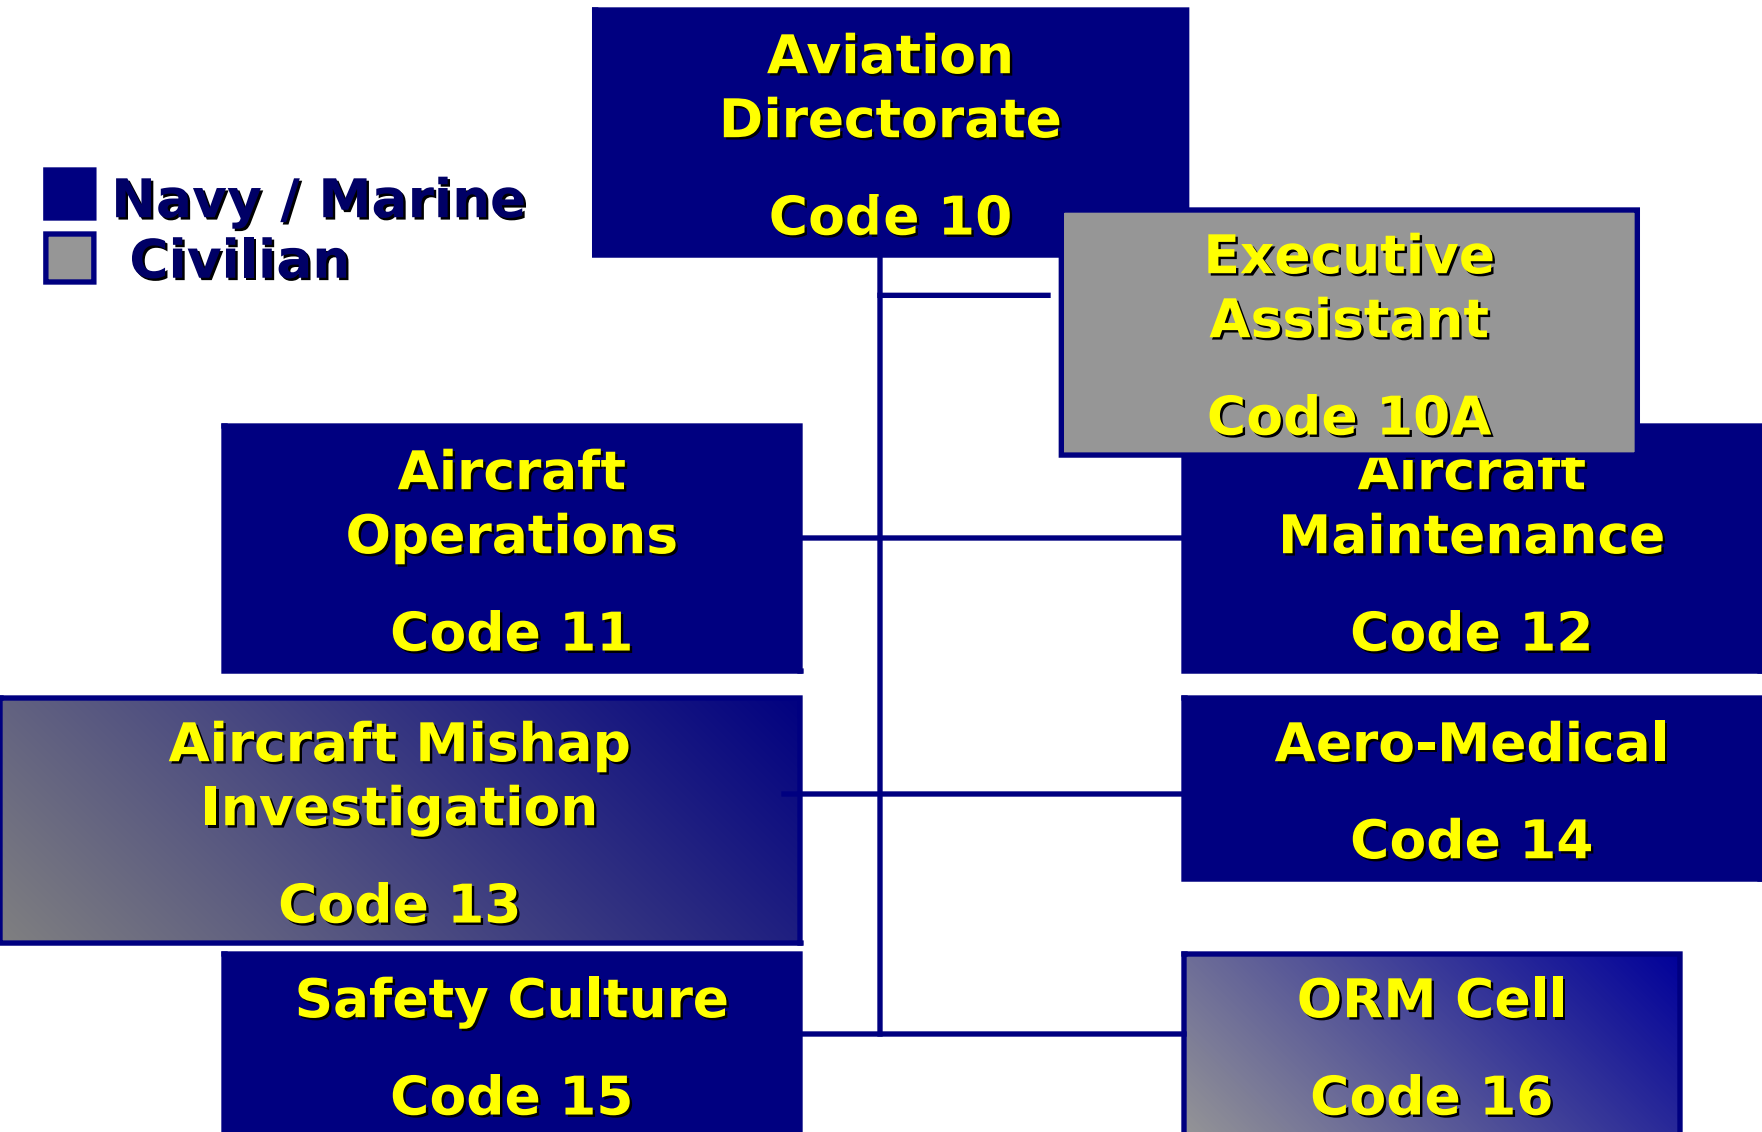 Aviation
Directorate
Code 10
Navy / Marine
Civilian
Executive
Assistant
Code 10A
Aircraft
Operations
Code 11
Aircraft
Maintenance
Code 12
Aircraft Mishap
Investigation
Code 13
Aero-Medical
Code 14
Safety Culture
Code 15
ORM Cell
Code 16